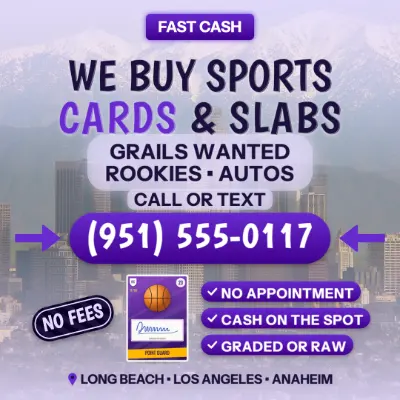 FAST CASH
WE BUY SPORTS
CARDS & SLABS
GRAILS WANTED
ROOKIES • AUTOS
CALL OR TEXT
(951) 555-0117
NO FEES
POINT GUARD
✓ NO APPOINTMENT
✓ CASH ON THE SPOT
✓ GRADED OR RAW
LONG BEACH • LOS ANGELES • ANAHEIM